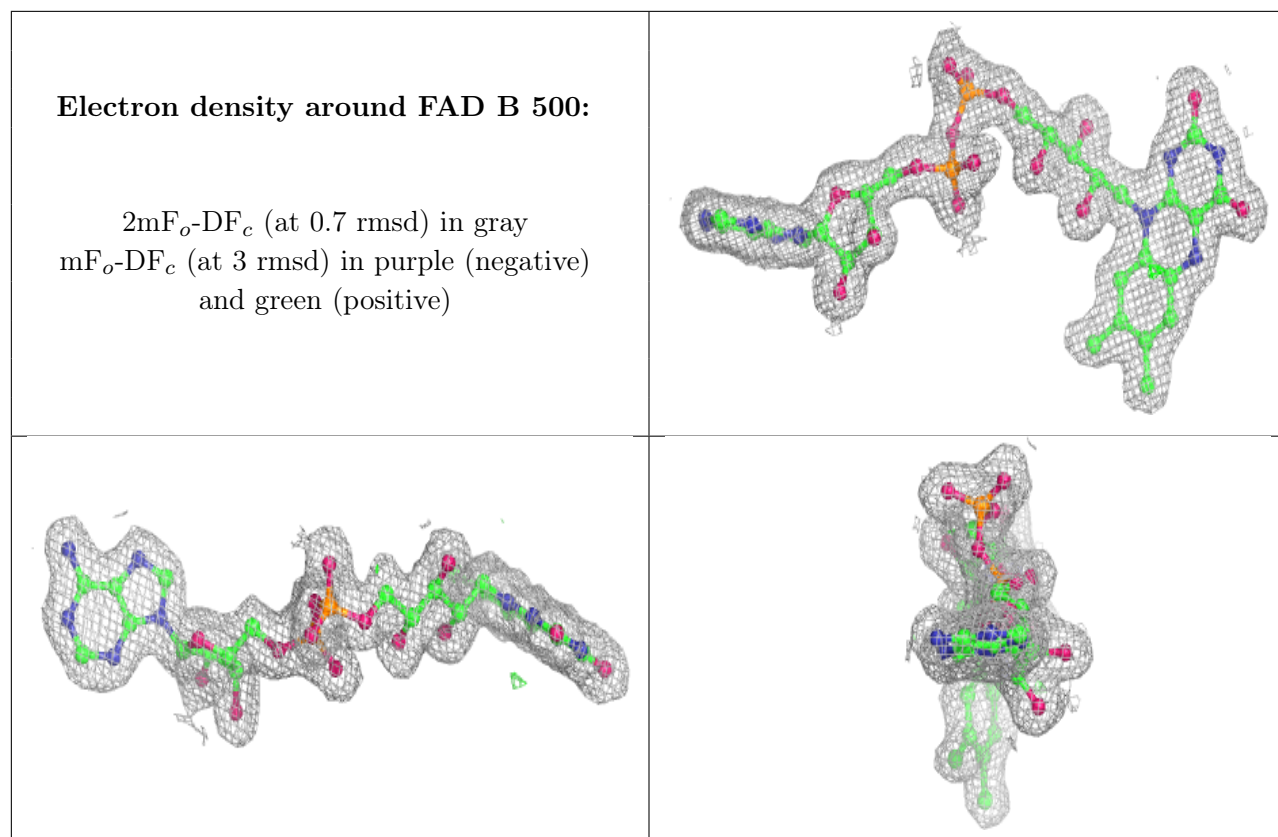 Electron density around FAD B 500:
2mFo-DFc (at 0.7 rmsd) in gray
mFo-DFc (at 3 rmsd) in purple (negative)
and green (positive)